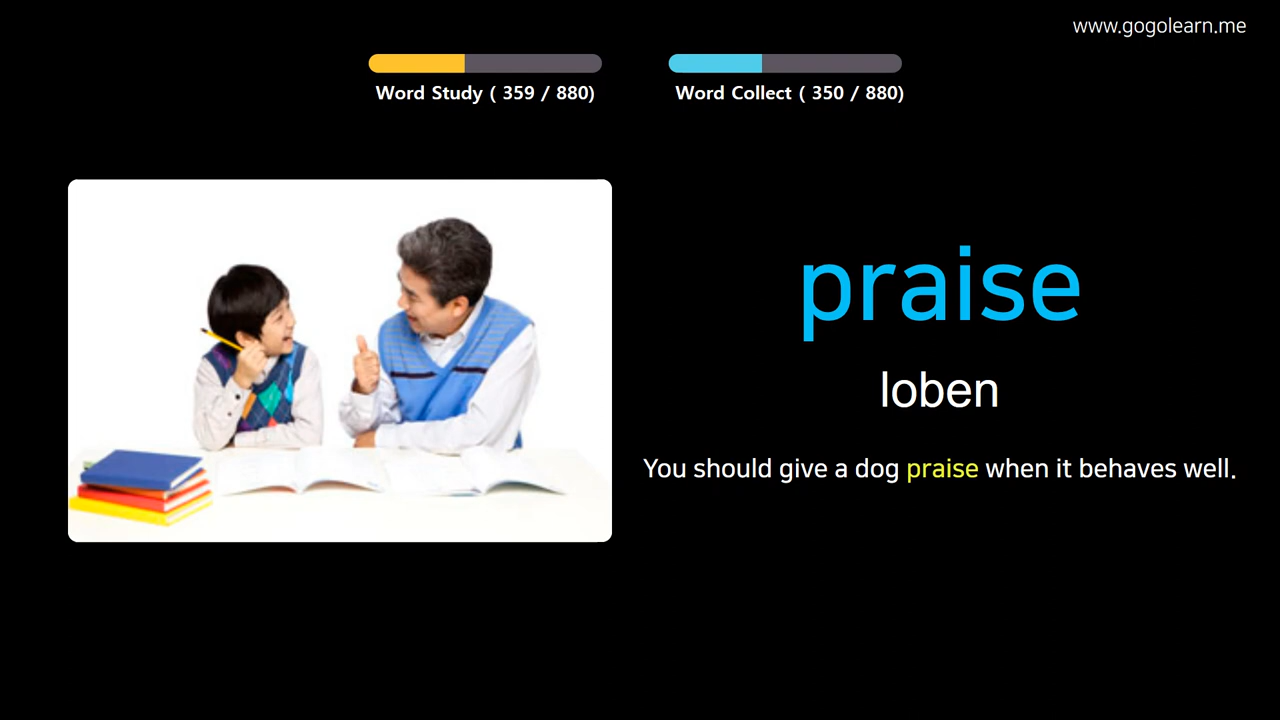 www.gogolearn.me
Word Study ( 359 / 880)
Word Collect ( 350 / 880)
praise
loben
You should give a dog praise when it behaves well.